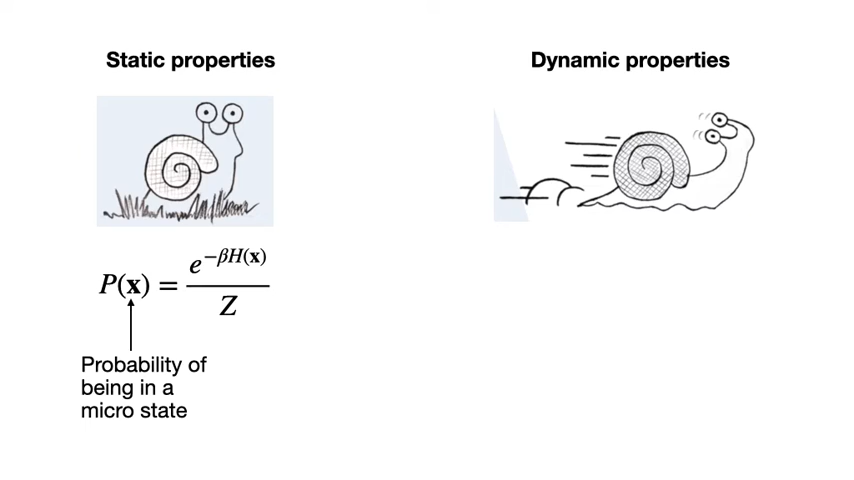 Static properties
Dynamic properties
P(x) = e^{-βH(x)} / Z
Probability of
being in a
micro state